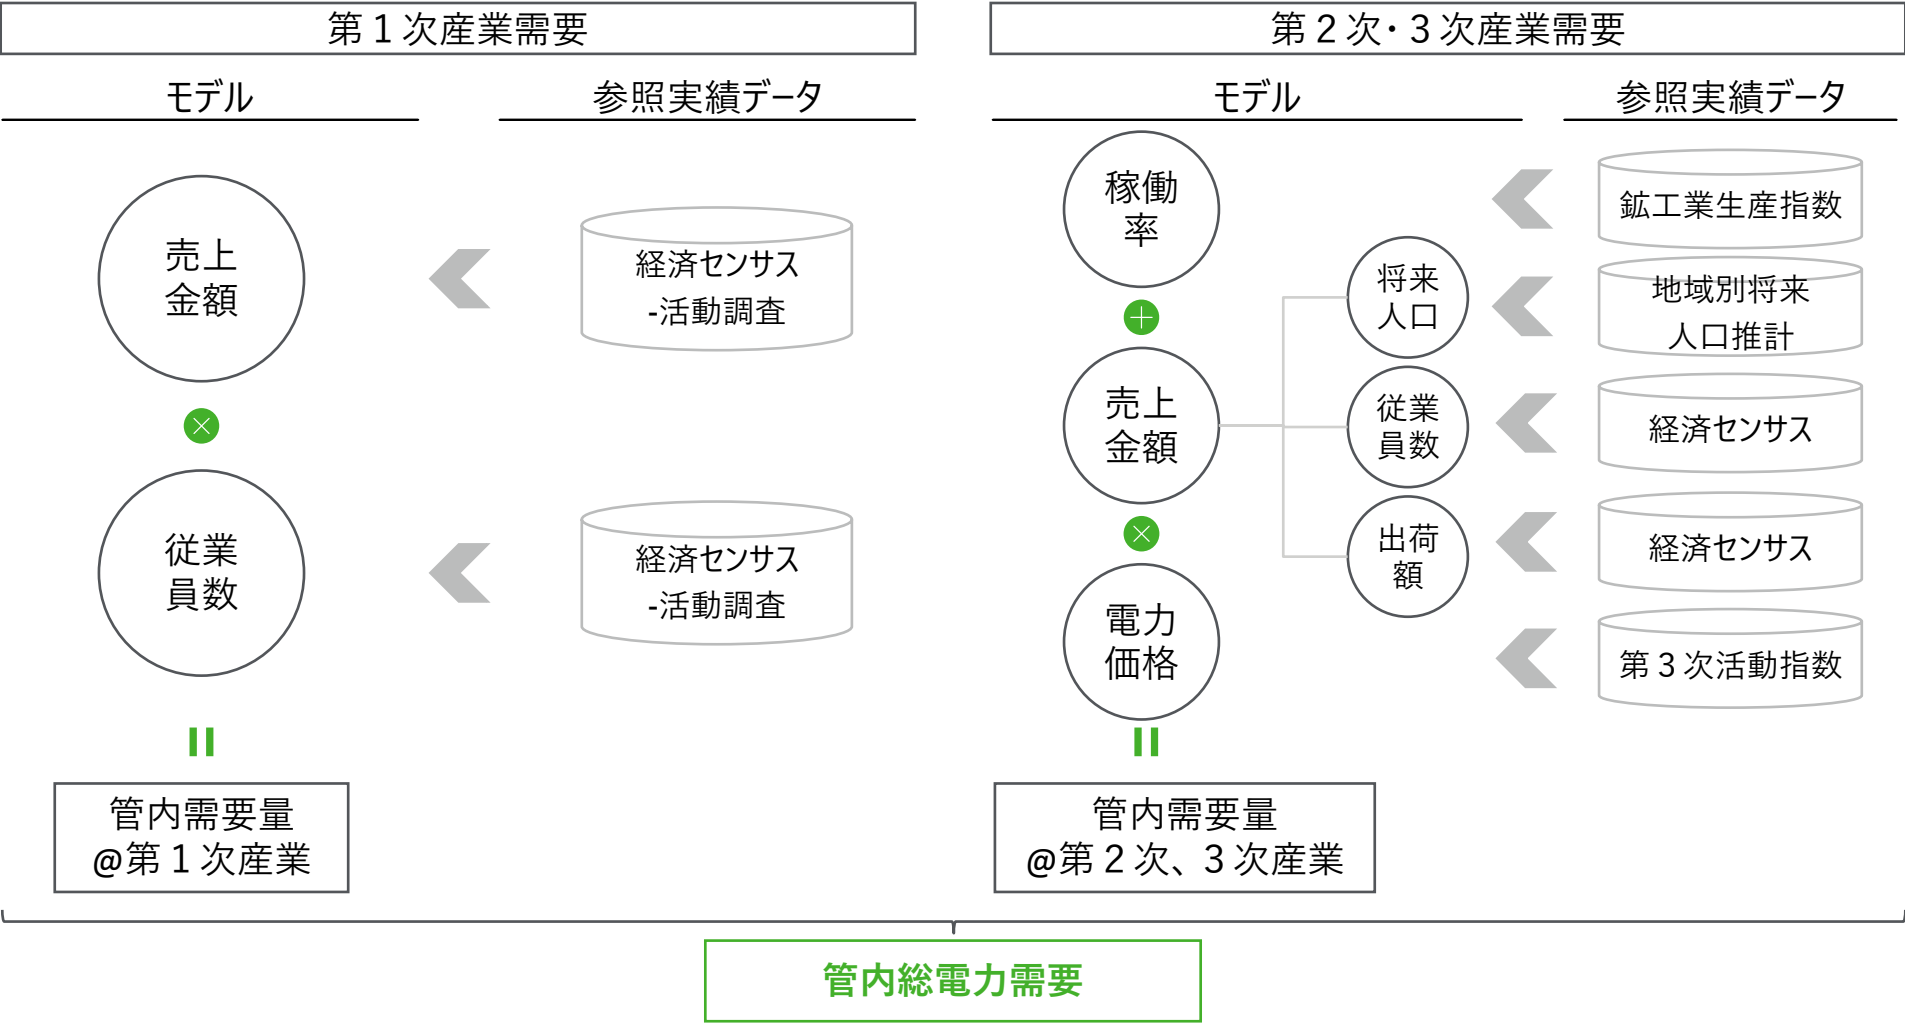 第１次産業需要
モデル
参照実績データ
売上
金額
経済センサス
-活動調査
従業
員数
経済センサス
-活動調査
管内需要量
@第１次産業
第２次・３次産業需要
モデル
参照実績データ
稼働
率
鉱工業生産指数
将来
人口
地域別将来
人口推計
売上
金額
従業
員数
経済センサス
出荷
額
経済センサス
電力
価格
第３次活動指数
管内需要量
@第２次、３次産業
管内総電力需要